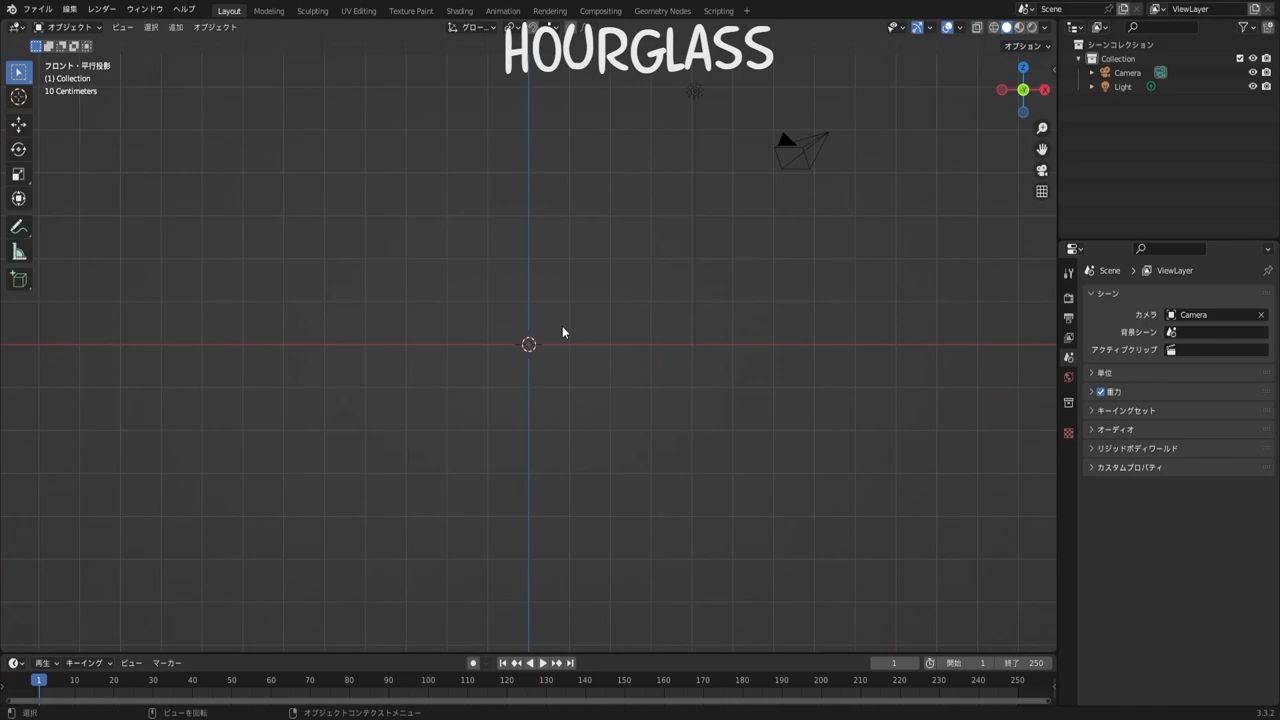 ファイル 編集 レンダー ウィンドウ ヘルプ Layout Modeling Sculpting UV Editing Texture Paint Shading Animation Rendering Compositing Geometry Nodes Scripting + Scene ViewLayer
オブジェクト ビュー 選択 追加 オブジェクト グロー...
HOURGLASS
オプション
フロント・平行投影
(1) Collection
10 Centimeters
Z
-Y
X
シーンコレクション
Collection
Camera
Light
Scene ViewLayer
シーン
カメラ Camera
背景シーン
アクティブクリップ
単位
重力
キーイングセット
オーディオ
リジッドボディワールド
カスタムプロパティ
再生 キーイング ビュー マーカー 1 開始 1 終了 250
1 10 20 30 40 50 60 70 80 90 100 110 120 130 140 150 160 170 180 190 200 210 220 230 240 250
選択 ビューを回転 オブジェクトコンテクストメニュー 3.3.2